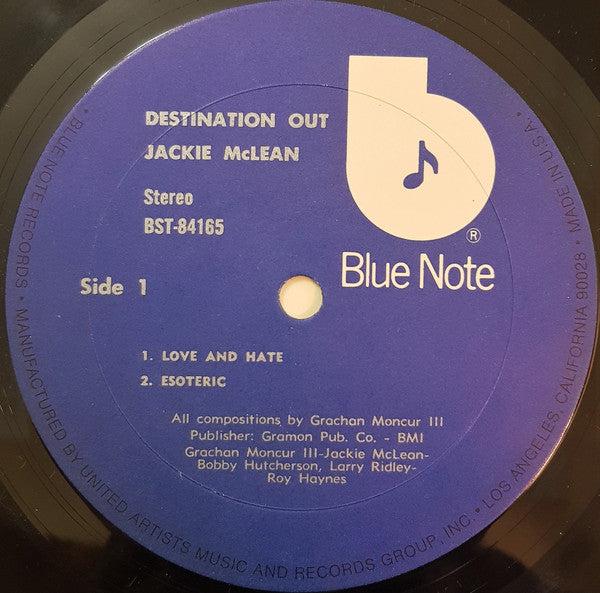 DESTINATION OUT
JACKIE McLEAN
Stereo
BST-84165
®
Blue Note
Side 1
1. LOVE AND HATE
2. ESOTERIC
All compositions by Grachan Moncur III
Publisher: Gramon Pub. Co. - BMI
Grachan Moncur III-Jackie McLean-
Bobby Hutcherson, Larry Ridley-
Roy Haynes
• BLUE NOTE RECORDS • MANUFACTURED BY UNITED ARTISTS MUSIC AND RECORDS GROUP, INC. • LOS ANGELES, CALIFORNIA 90028 • MADE IN U.S.A. •